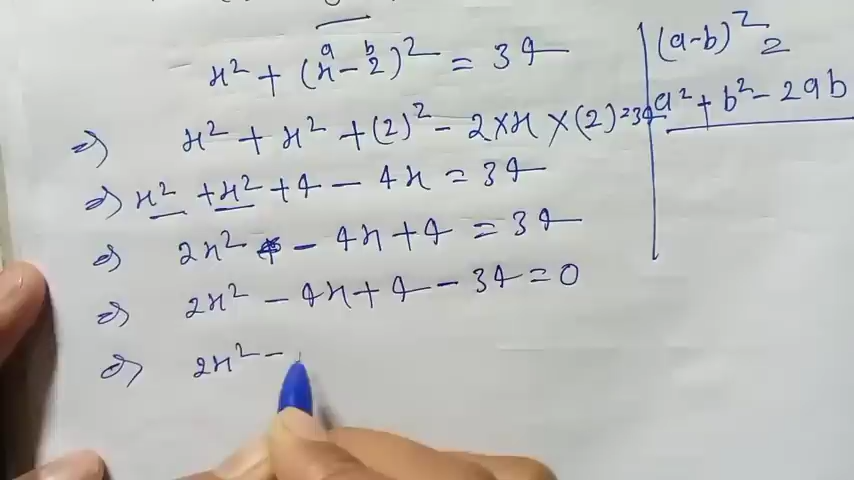 x² + (x - 2)² = 34
a b
⇒ x² + x² + (2)² - 2 × x × (2) = 34
⇒ x² + x² + 4 - 4x = 34
⇒ 2x² - 4x + 4 = 34
⇒ 2x² - 4x + 4 - 34 = 0
⇒ 2x² -
(a-b)² =
a² + b² - 2ab